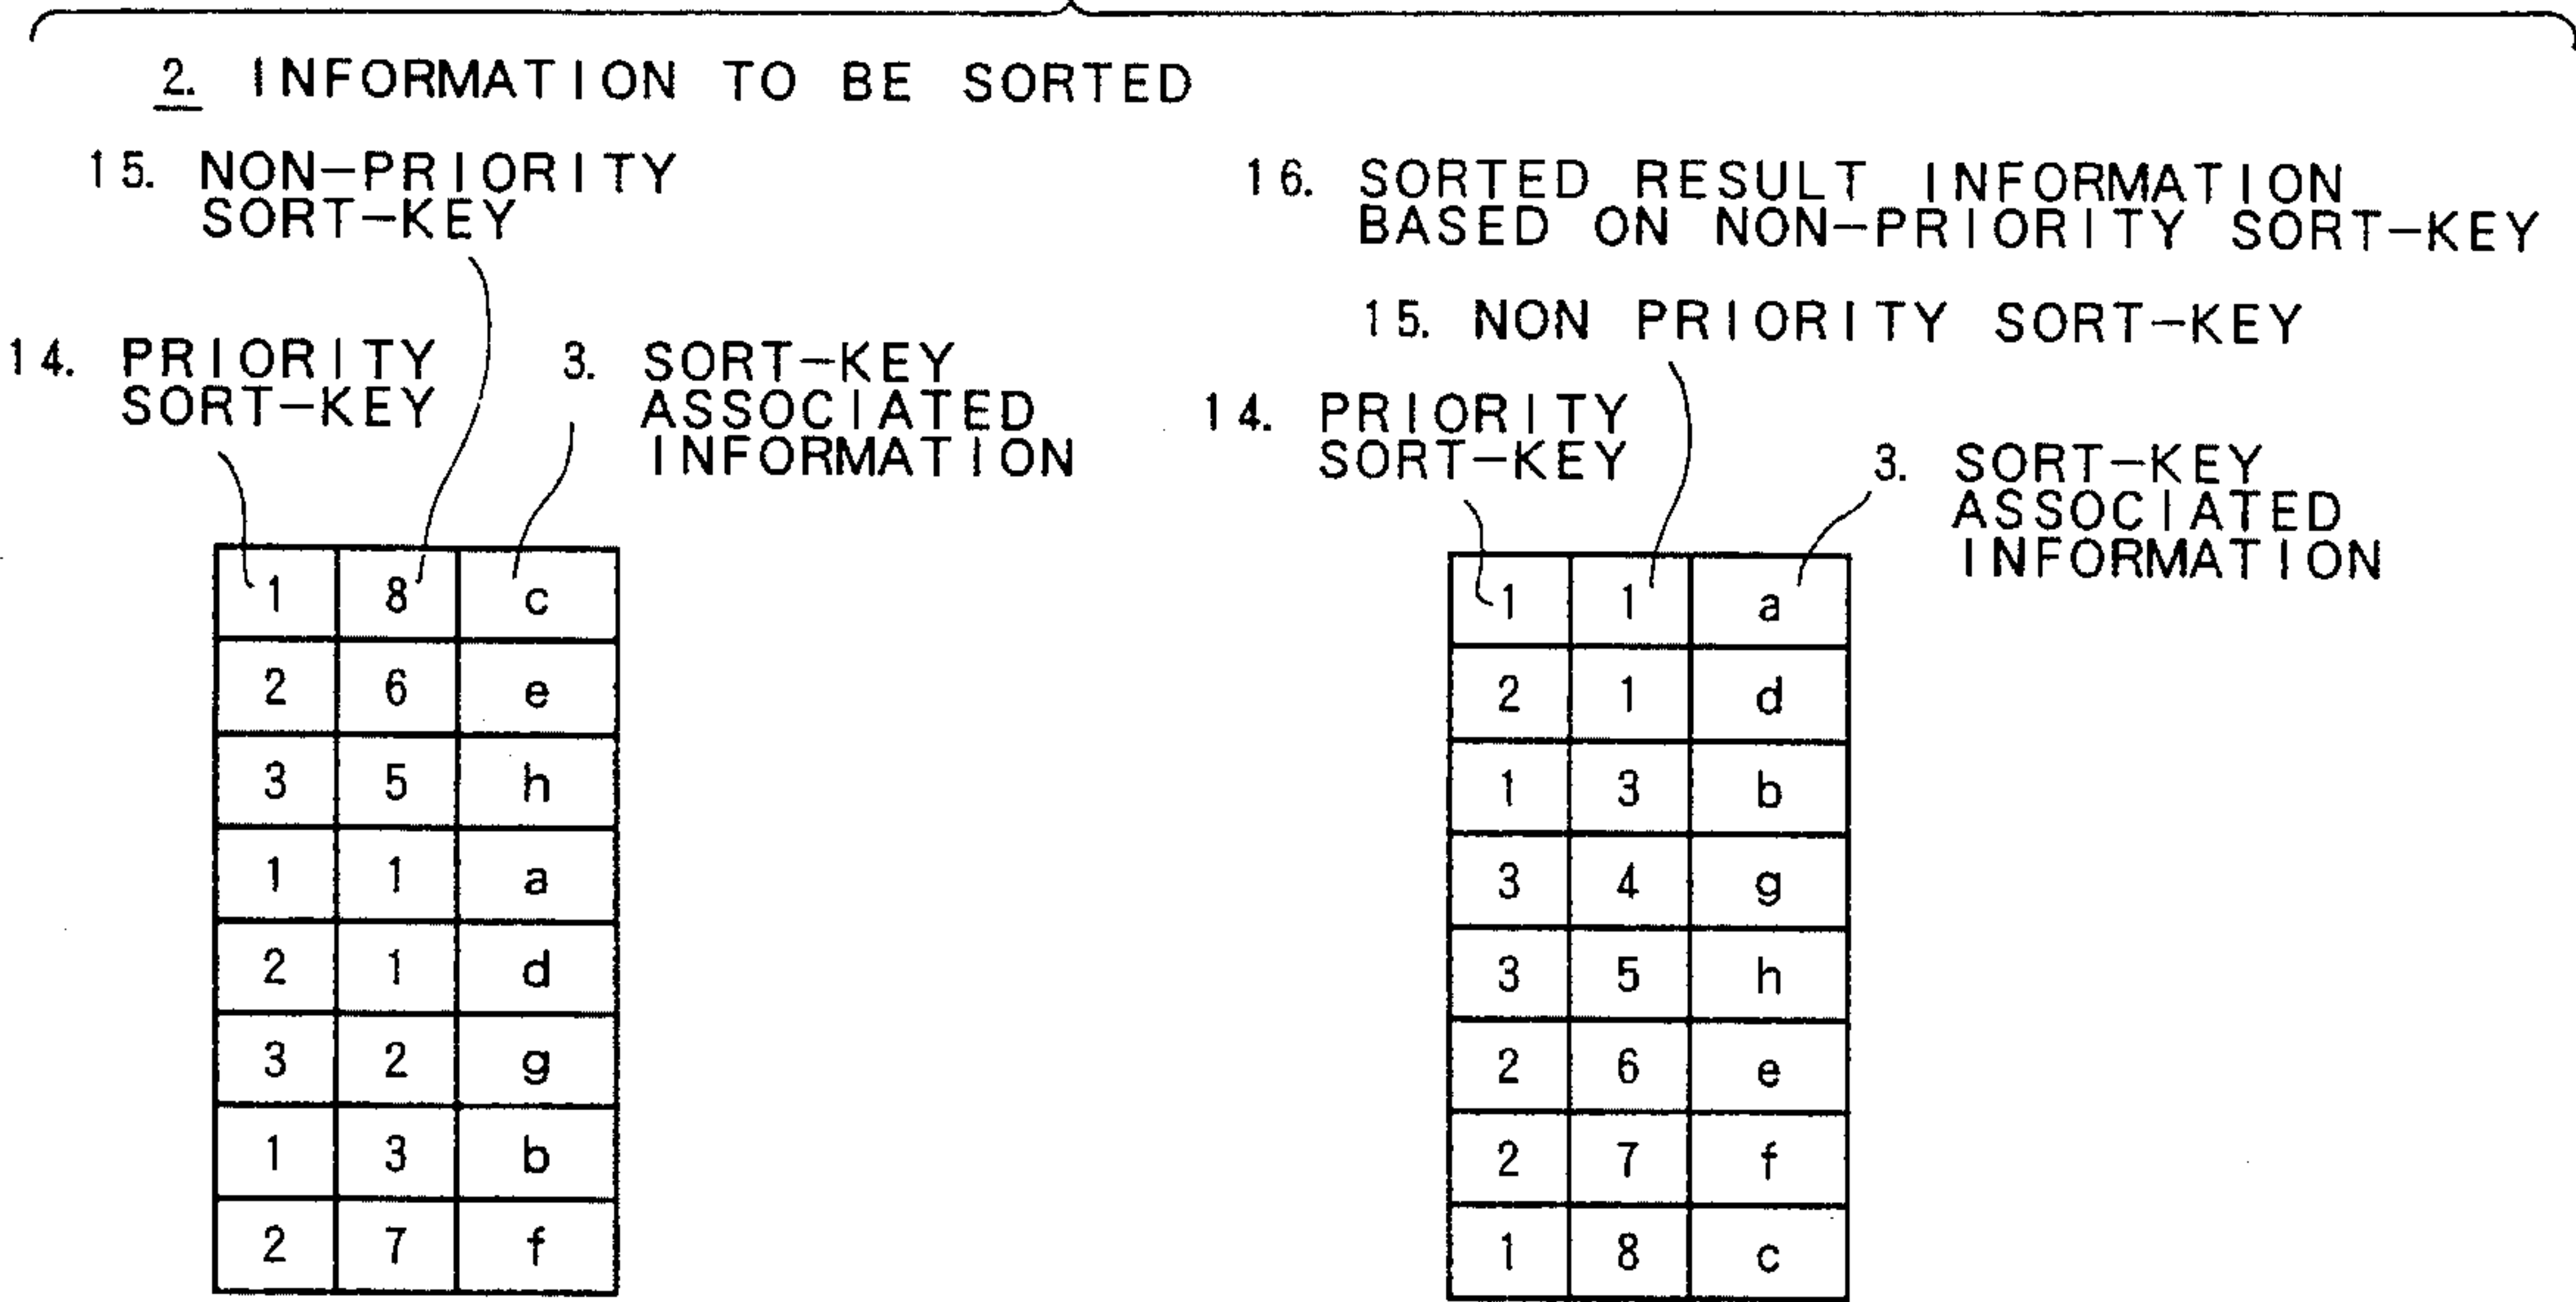 2. INFORMATION TO BE SORTED
15. NON-PRIORITY
SORT-KEY
14. PRIORITY
SORT-KEY
3. SORT-KEY
ASSOCIATED
INFORMATION
1 8 c
2 6 e
3 5 h
1 1 a
2 1 d
3 2 g
1 3 b
2 7 f
16. SORTED RESULT INFORMATION
BASED ON NON-PRIORITY SORT-KEY
15. NON PRIORITY SORT-KEY
14. PRIORITY
SORT-KEY
3. SORT-KEY
ASSOCIATED
INFORMATION
1 1 a
2 1 d
1 3 b
3 4 g
3 5 h
2 6 e
2 7 f
1 8 c